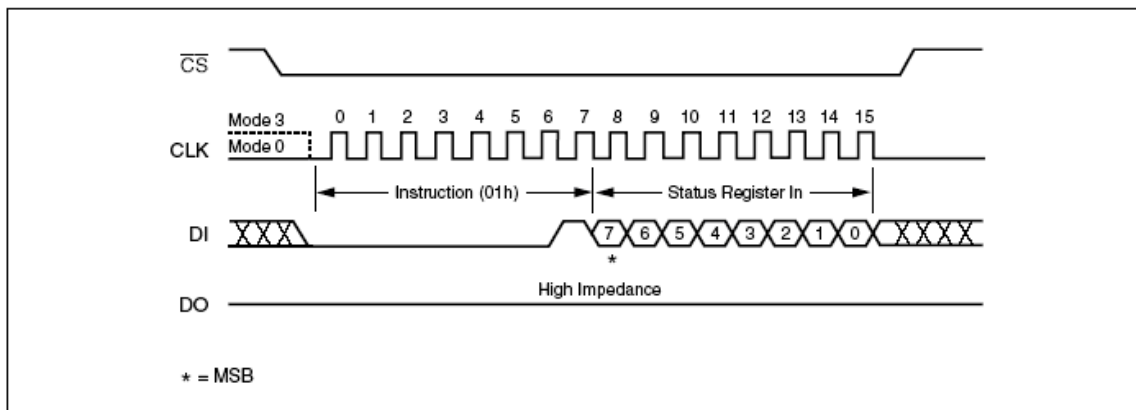 CS
Mode 3
0 1 2 3 4 5 6 7 8 9 10 11 12 13 14 15
CLK
Mode 0
Instruction (01h)
Status Register In
DI
7 6 5 4 3 2 1 0
*
High Impedance
DO
* = MSB